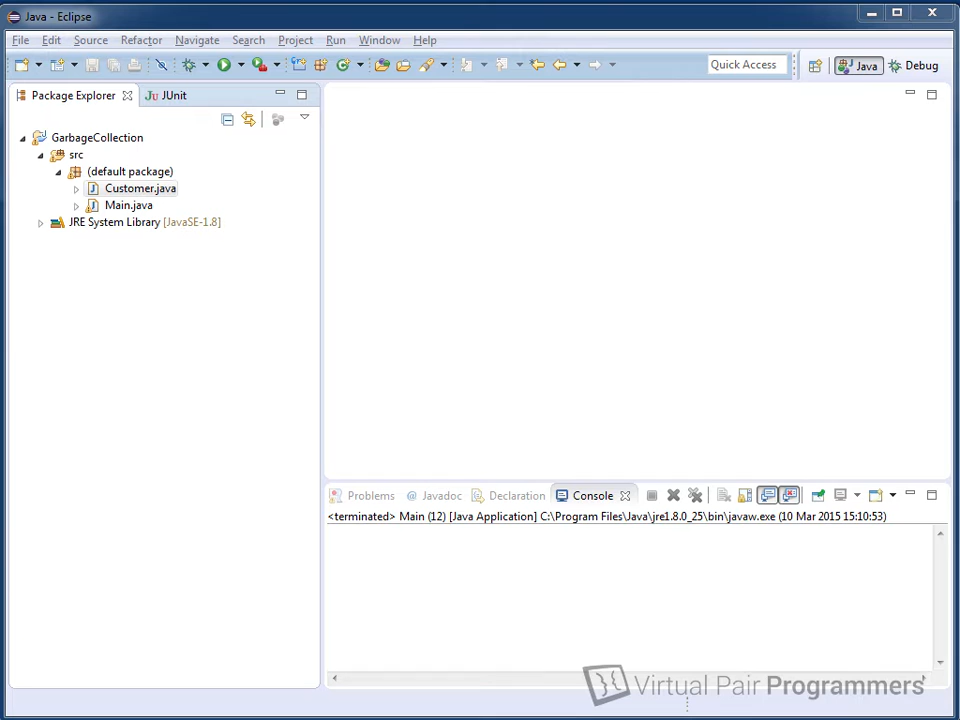 Java - Eclipse
File Edit Source Refactor Navigate Search Project Run Window Help
Quick Access Java Debug
Package Explorer JUnit
GarbageCollection
src
(default package)
Customer.java
Main.java
JRE System Library [JavaSE-1.8]
Problems @ Javadoc Declaration Console
<terminated> Main (12) [Java Application] C:\Program Files\Java\jre1.8.0_25\bin\javaw.exe (10 Mar 2015 15:10:53)
Virtual Pair Programmers